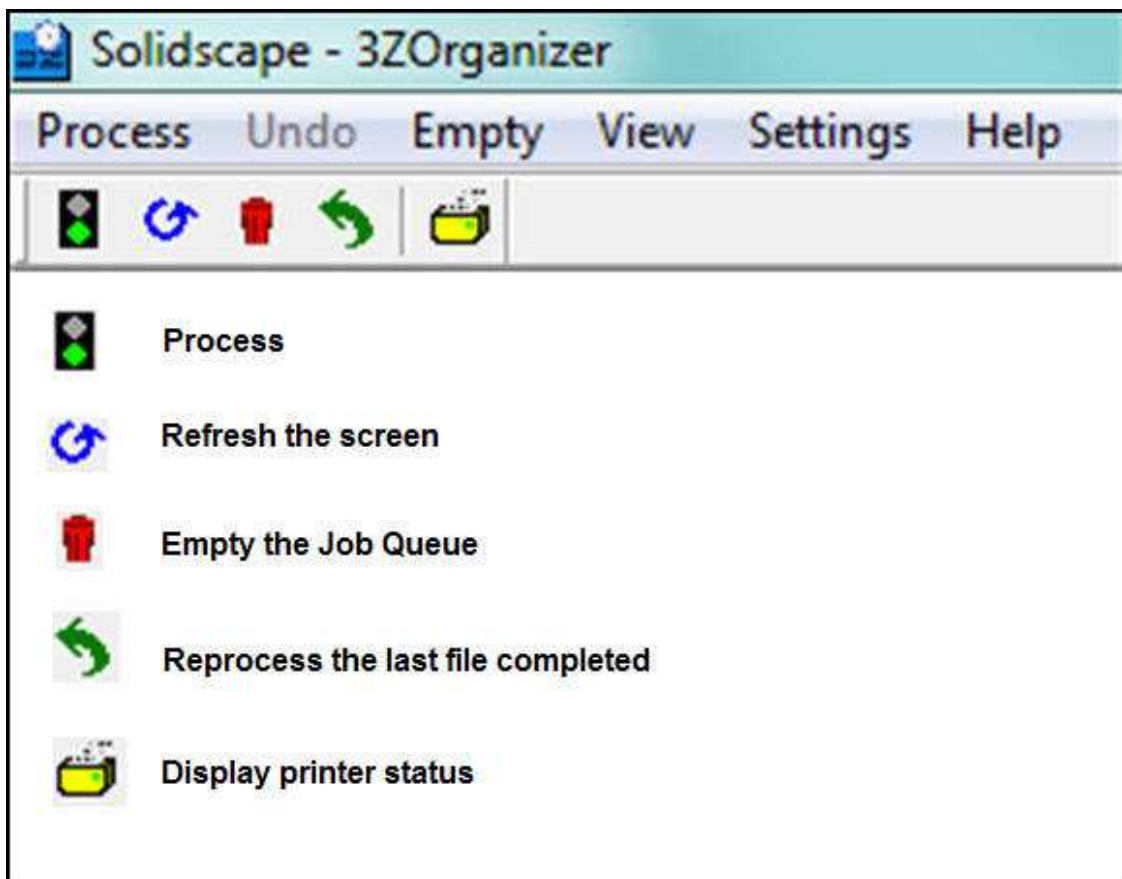 Solidscape - 3ZOrganizer
Process Undo Empty View Settings Help
Process
Refresh the screen
Empty the Job Queue
Reprocess the last file completed
Display printer status